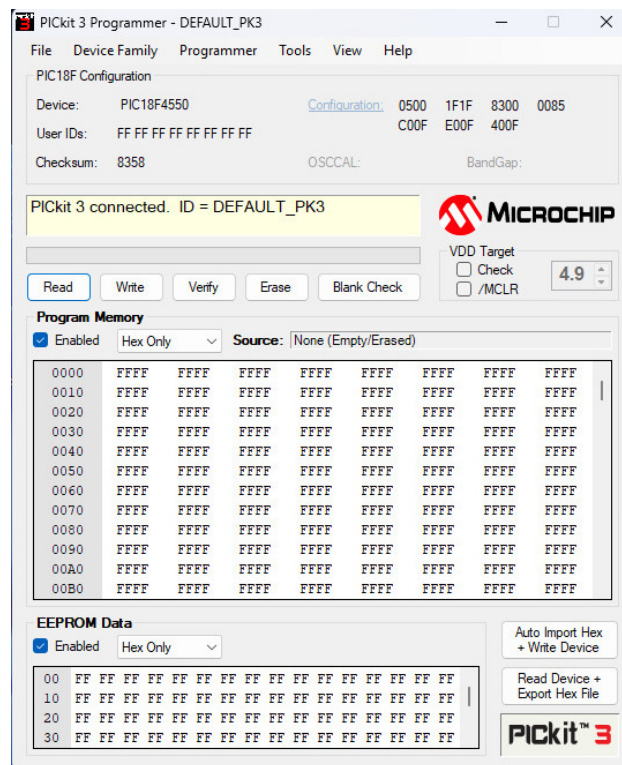 PICkit 3 Programmer - DEFAULT_PK3
File Device Family Programmer Tools View Help
PIC18F Configuration
Device: PIC18F4550 Configuration: 0500 1F1F 8300 0085
C00F E00F 400F
User IDs: FF FF FF FF FF FF FF FF
Checksum: 8358 OSCCAL: BandGap:
PICkit 3 connected. ID = DEFAULT_PK3
MICROCHIP
VDD Target
Check
/MCLR
4.9
Read Write Verify Erase Blank Check
Program Memory
Enabled Hex Only Source: None (Empty/Erased)
0000 FFFF FFFF FFFF FFFF FFFF FFFF FFFF FFFF
0010 FFFF FFFF FFFF FFFF FFFF FFFF FFFF FFFF
0020 FFFF FFFF FFFF FFFF FFFF FFFF FFFF FFFF
0030 FFFF FFFF FFFF FFFF FFFF FFFF FFFF FFFF
0040 FFFF FFFF FFFF FFFF FFFF FFFF FFFF FFFF
0050 FFFF FFFF FFFF FFFF FFFF FFFF FFFF FFFF
0060 FFFF FFFF FFFF FFFF FFFF FFFF FFFF FFFF
0070 FFFF FFFF FFFF FFFF FFFF FFFF FFFF FFFF
0080 FFFF FFFF FFFF FFFF FFFF FFFF FFFF FFFF
0090 FFFF FFFF FFFF FFFF FFFF FFFF FFFF FFFF
00A0 FFFF FFFF FFFF FFFF FFFF FFFF FFFF FFFF
00B0 FFFF FFFF FFFF FFFF FFFF FFFF FFFF FFFF
EEPROM Data
Enabled Hex Only
00 FF FF FF FF FF FF FF FF FF FF FF FF FF FF FF FF
10 FF FF FF FF FF FF FF FF FF FF FF FF FF FF FF FF
20 FF FF FF FF FF FF FF FF FF FF FF FF FF FF FF FF
30 FF FF FF FF FF FF FF FF FF FF FF FF FF FF FF FF
Auto Import Hex
+ Write Device
Read Device +
Export Hex File
PICkit™ 3